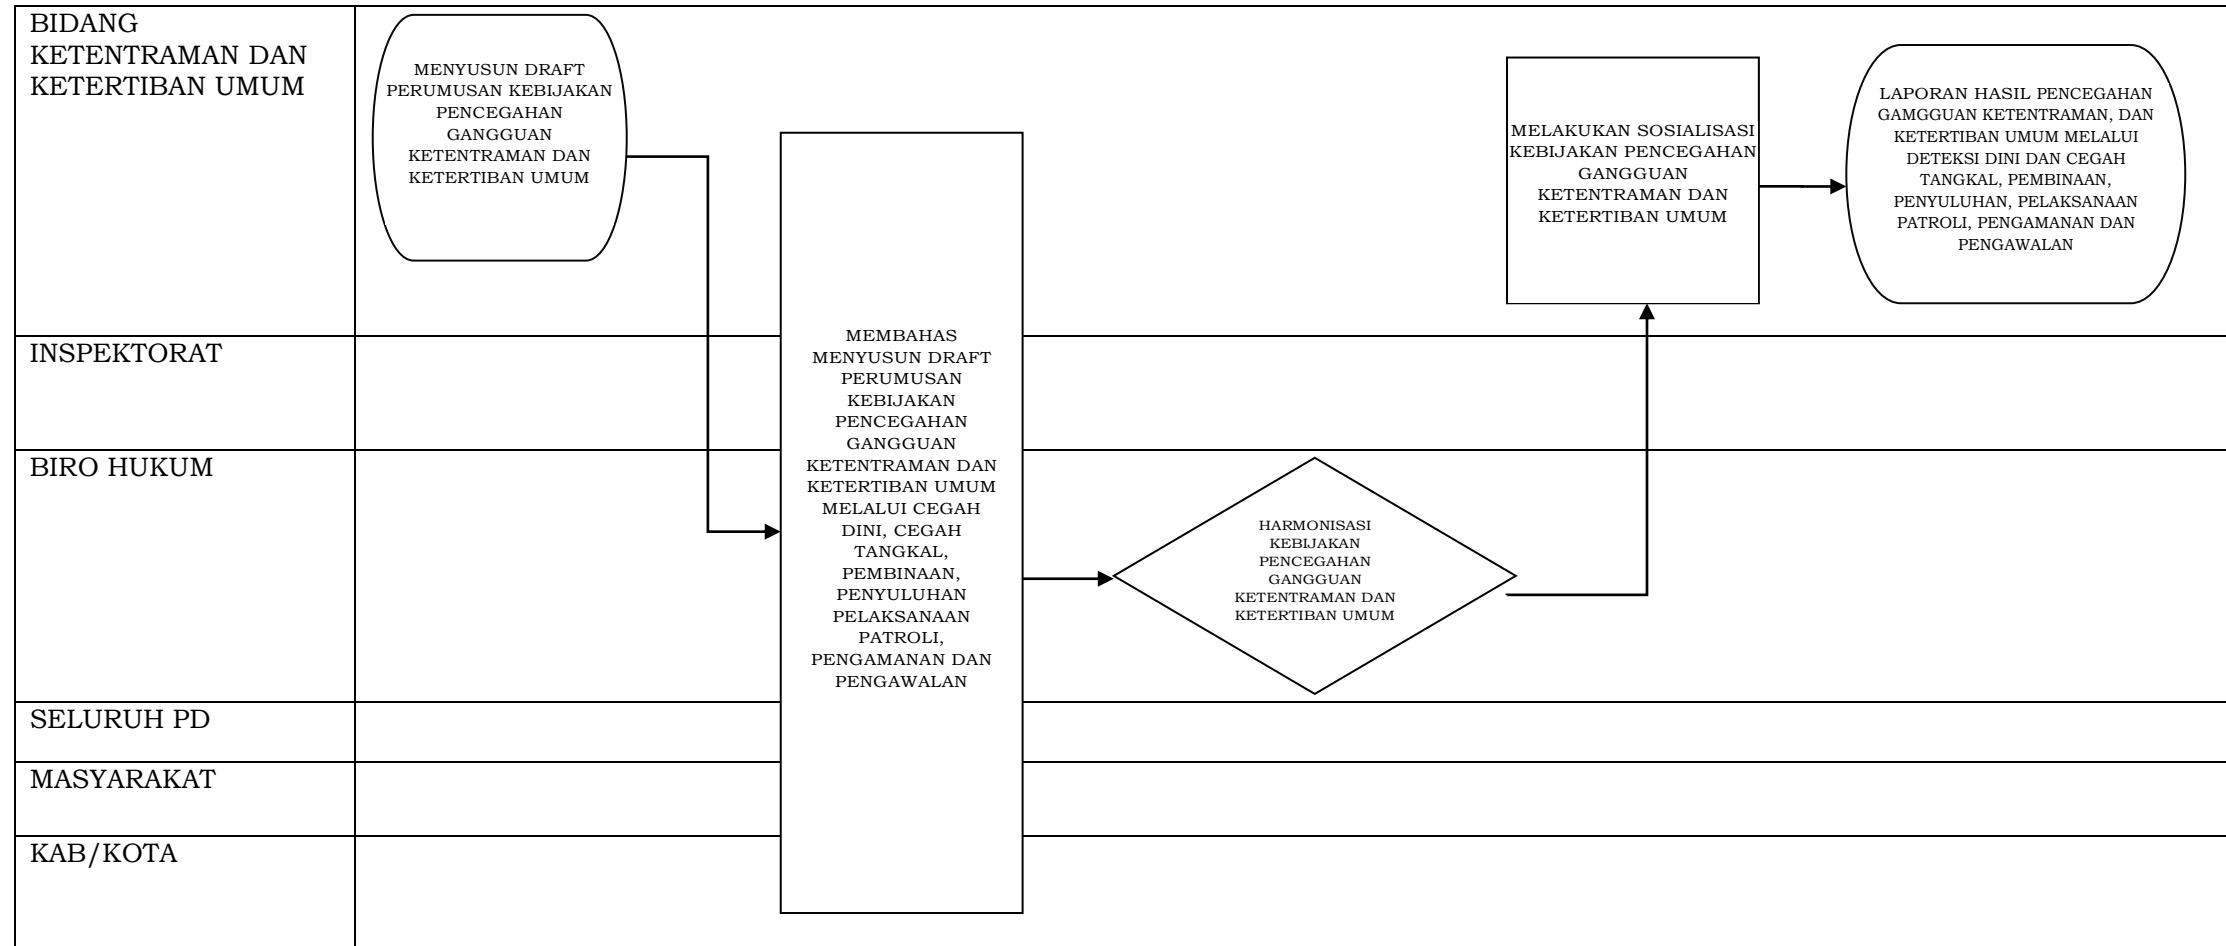 BIDANG
KETENTRAMAN DAN
KETERTIBAN UMUM
MENYUSUN DRAFT
PERUMUSAN KEBIJAKAN
PENCEGAHAN
GANGGUAN
KETENTRAMAN DAN
KETERTIBAN UMUM
MELAKUKAN SOSIALISASI
KEBIJAKAN PENCEGAHAN
GANGGUAN
KETENTRAMAN DAN
KETERTIBAN UMUM
LAPORAN HASIL PENCEGAHAN
GAMGGUAN KETENTRAMAN, DAN
KETERTIBAN UMUM MELALUI
DETEKSI DINI DAN CEGAH
TANGKAL, PEMBINAAN,
PENYULUHAN, PELAKSANAAN
PATROLI, PENGAMANAN DAN
PENGAWALAN
MEMBAHAS
MENYUSUN DRAFT
PERUMUSAN
KEBIJAKAN
PENCEGAHAN
GANGGUAN
KETENTRAMAN DAN
KETERTIBAN UMUM
MELALUI CEGAH
DINI, CEGAH
TANGKAL,
PEMBINAAN,
PENYULUHAN
PELAKSANAAN
PATROLI,
PENGAMANAN DAN
PENGAWALAN
INSPEKTORAT
BIRO HUKUM
HARMONISASI
KEBIJAKAN
PENCEGAHAN
GANGGUAN
KETENTRAMAN DAN
KETERTIBAN UMUM
SELURUH PD
MASYARAKAT
KAB/KOTA